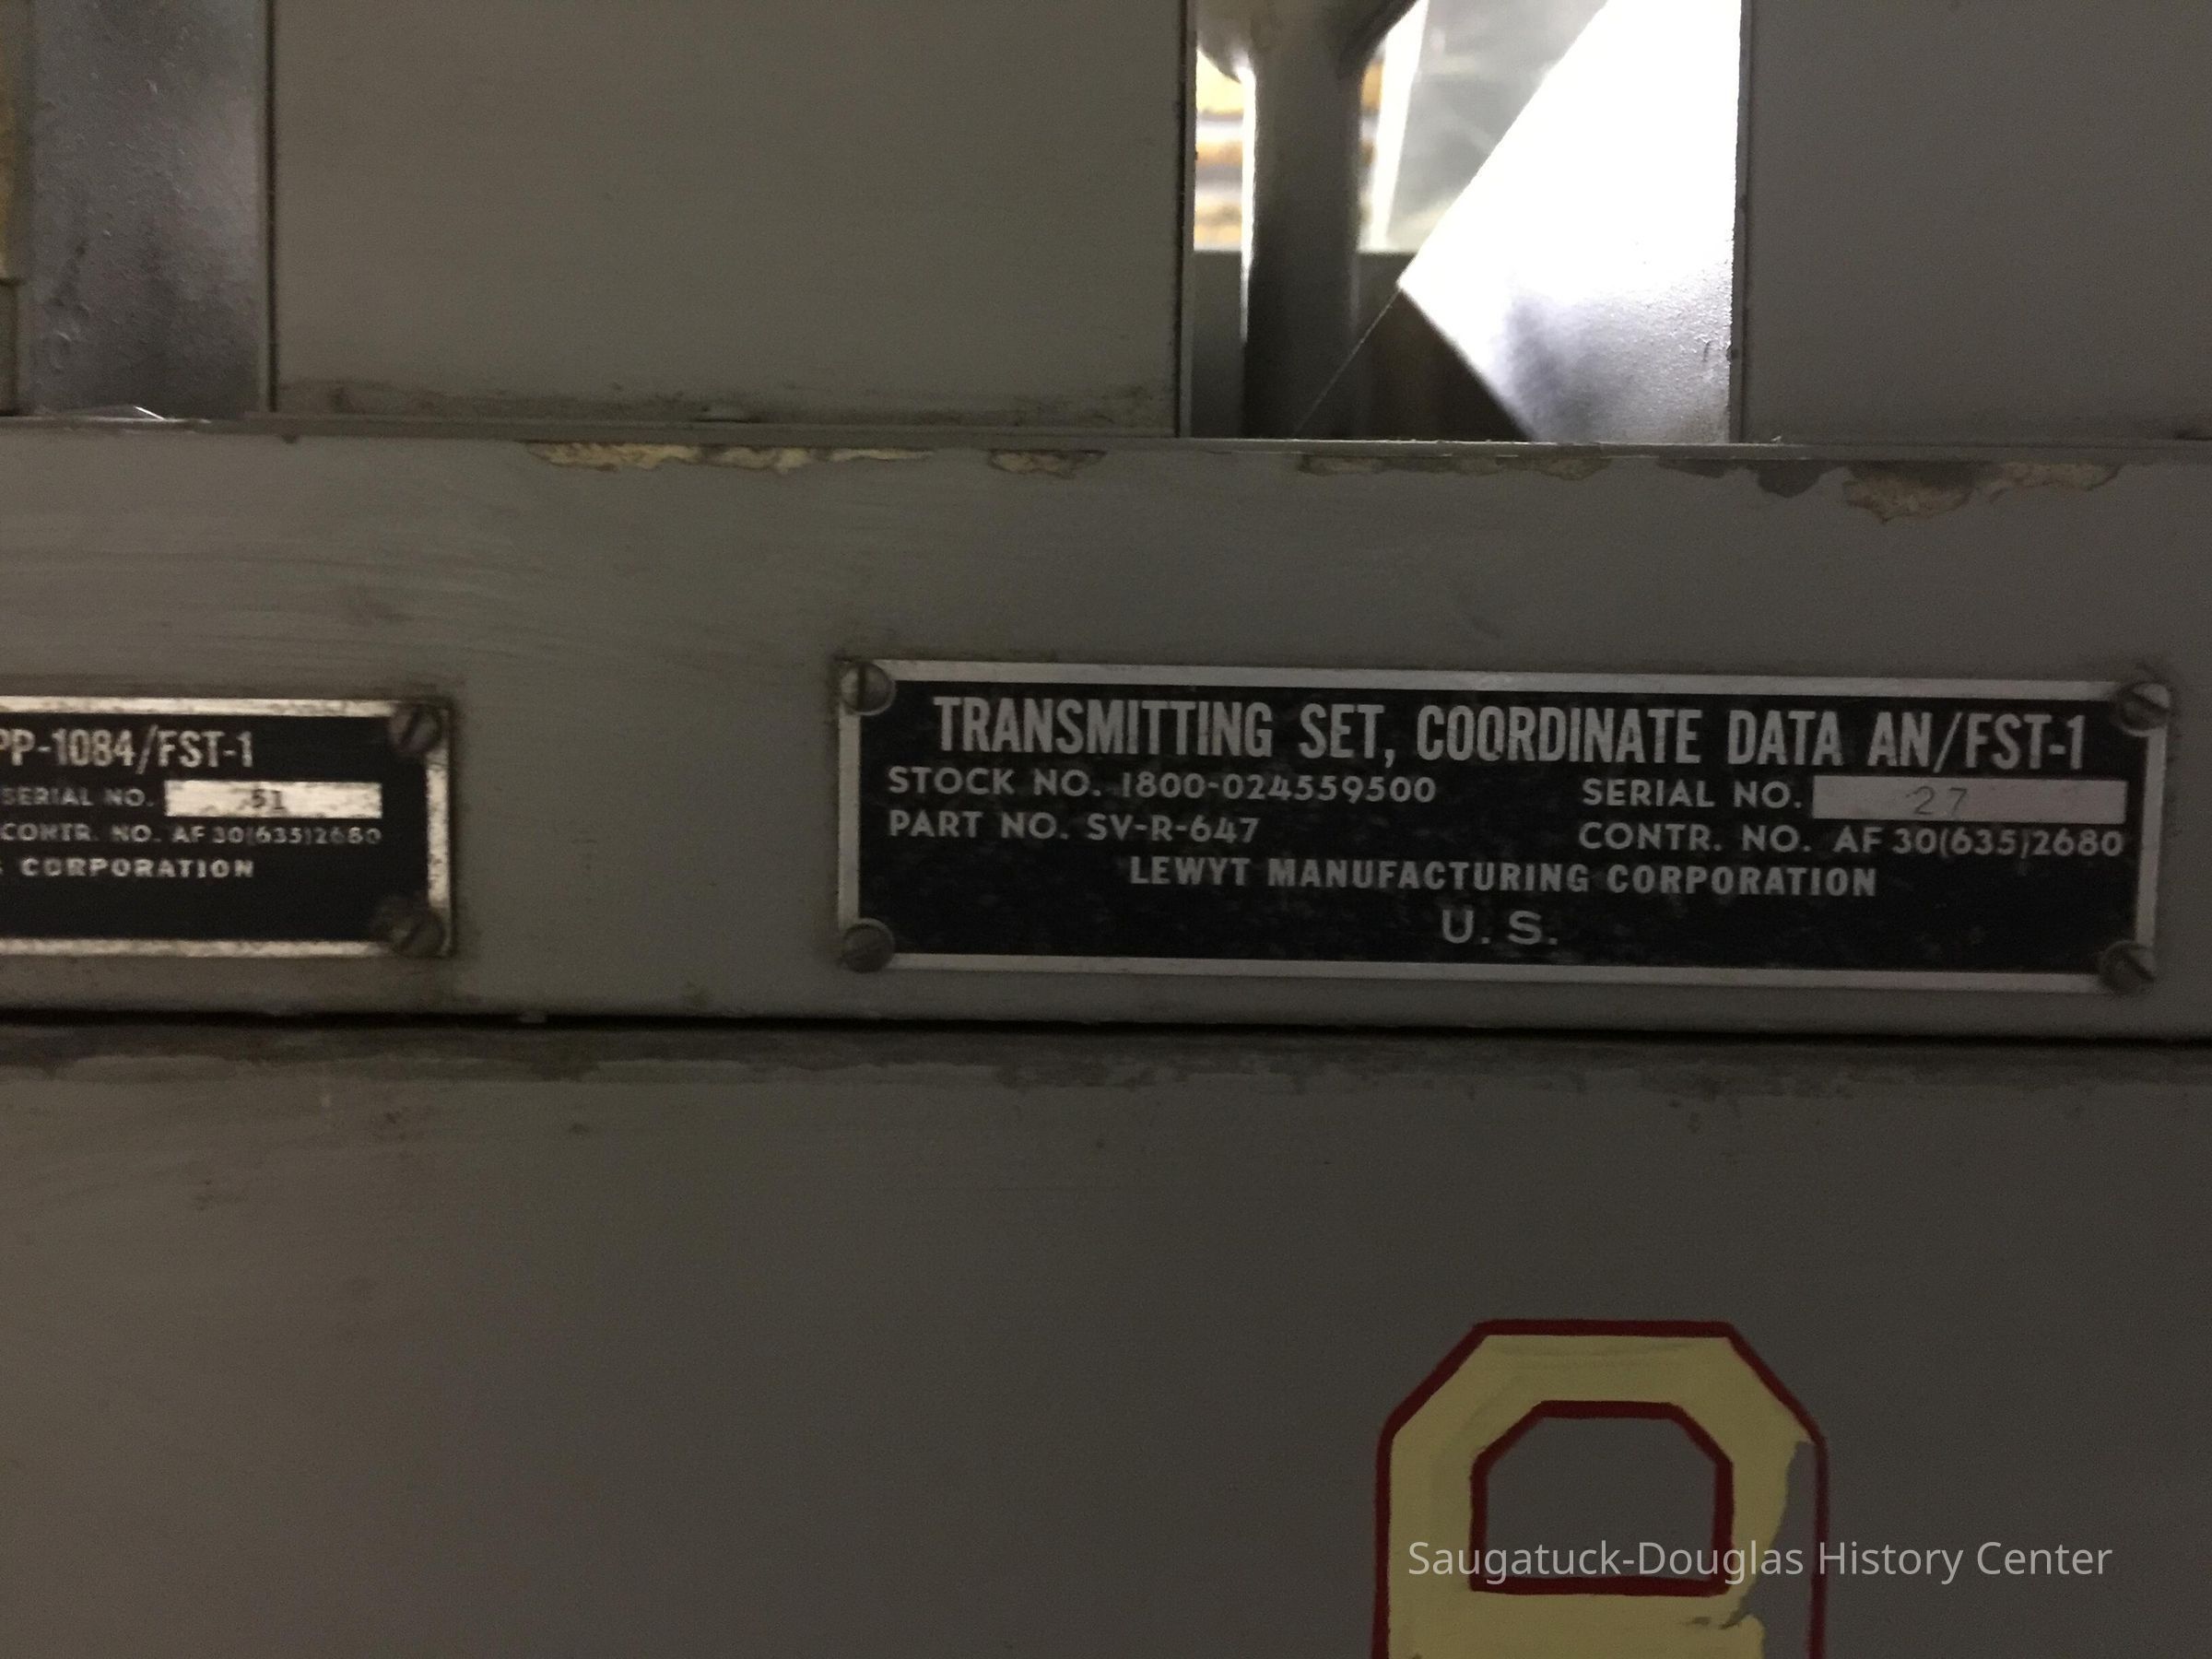 PP-1084/FST-1
SERIAL NO. 51
CONTR. NO. AF 30(635)2680
CORPORATION
TRANSMITTING SET, COORDINATE DATA AN/FST-1
STOCK NO. 1800-024559500 SERIAL NO. 27
PART NO. SV-R-647 CONTR. NO. AF 30(635)2680
LEWYT MANUFACTURING CORPORATION
U. S.
Saugatuck-Douglas History Center